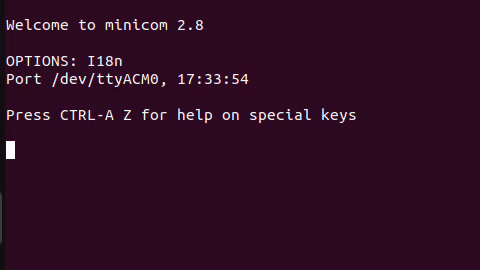 Welcome to minicom 2.8
OPTIONS: I18n
Port /dev/ttyACM0, 17:33:54
Press CTRL-A Z for help on special keys